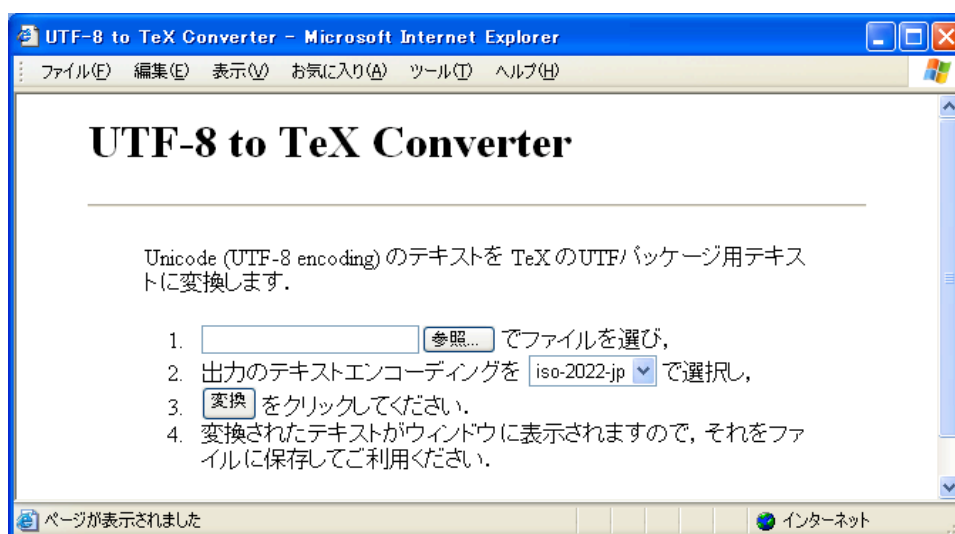 UTF-8 to TeX Converter - Microsoft Internet Explorer
ファイル(F) 編集(E) 表示(V) お気に入り(A) ツール(T) ヘルプ(H)
UTF-8 to TeX Converter
Unicode (UTF-8 encoding) のテキストを TeX のUTFパッケージ用テキス
トに変換します．
1. 参照... でファイルを選び，
2. 出力のテキストエンコーディングを iso-2022-jp で選択し，
3. 変換 をクリックしてください．
4. 変換されたテキストがウィンドウに表示されますので，それをファ
イルに保存してご利用ください．
ページが表示されました インターネット